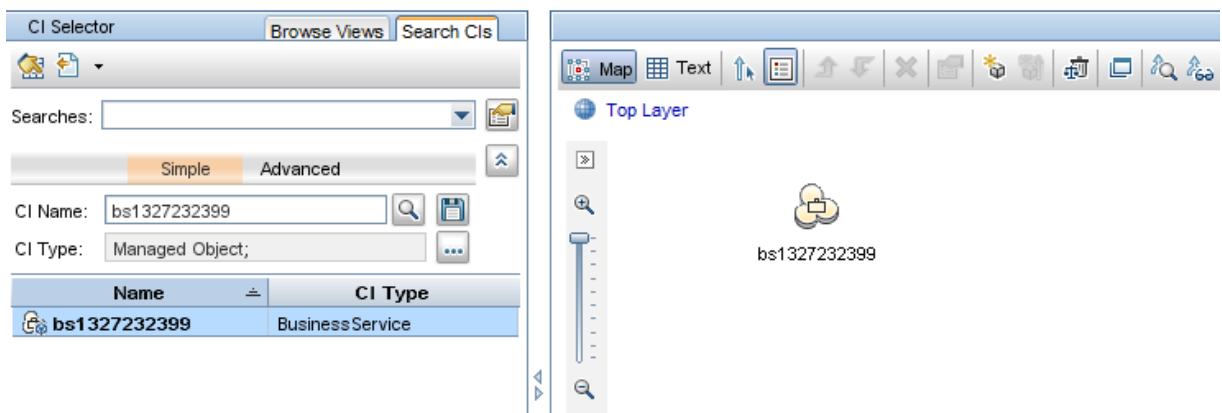 CI Selector
Browse Views
Search CIs
Searches:
Simple
Advanced
CI Name:
bs1327232399
CI Type:
Managed Object;
Name
CI Type
bs1327232399
BusinessService
Map
Text
Top Layer
bs1327232399